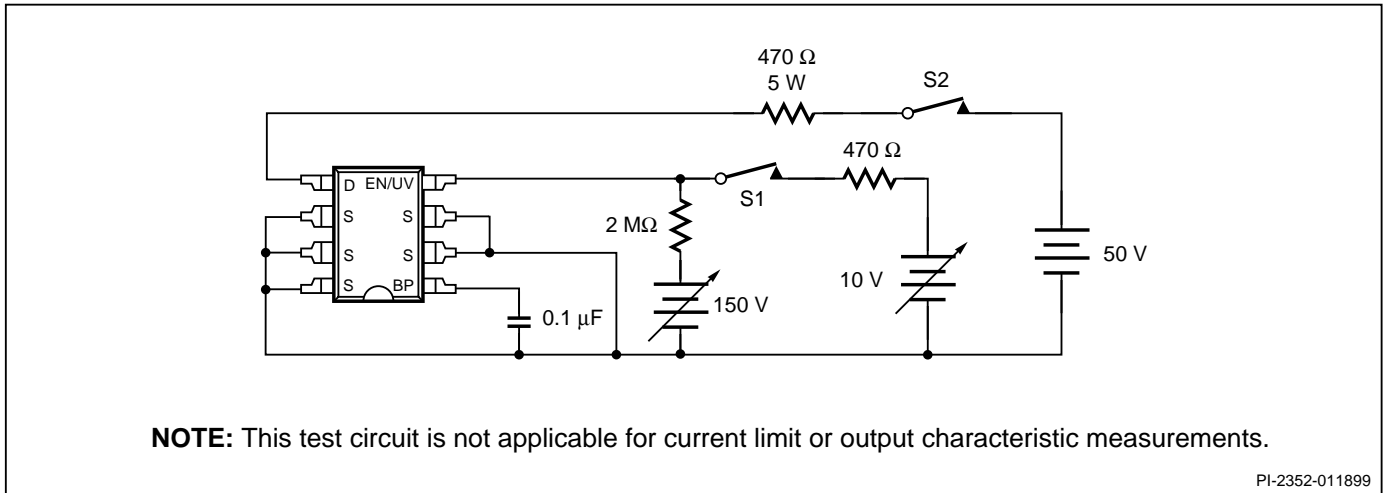 470 Ω
5 W
S2
470 Ω
D EN/UV
S1
S S
2 MΩ
S S
50 V
10 V
S BP
150 V
0.1 µF
NOTE: This test circuit is not applicable for current limit or output characteristic measurements.
PI-2352-011899